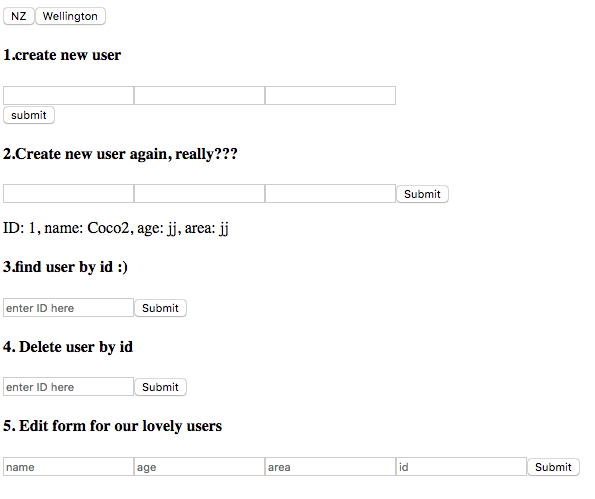 NZ Wellington
1.create new user
submit
2.Create new user again, really???
Submit
ID: 1, name: Coco2, age: jj, area: jj
3.find user by id :)
enter ID here Submit
4. Delete user by id
enter ID here Submit
5. Edit form for our lovely users
name age area id Submit